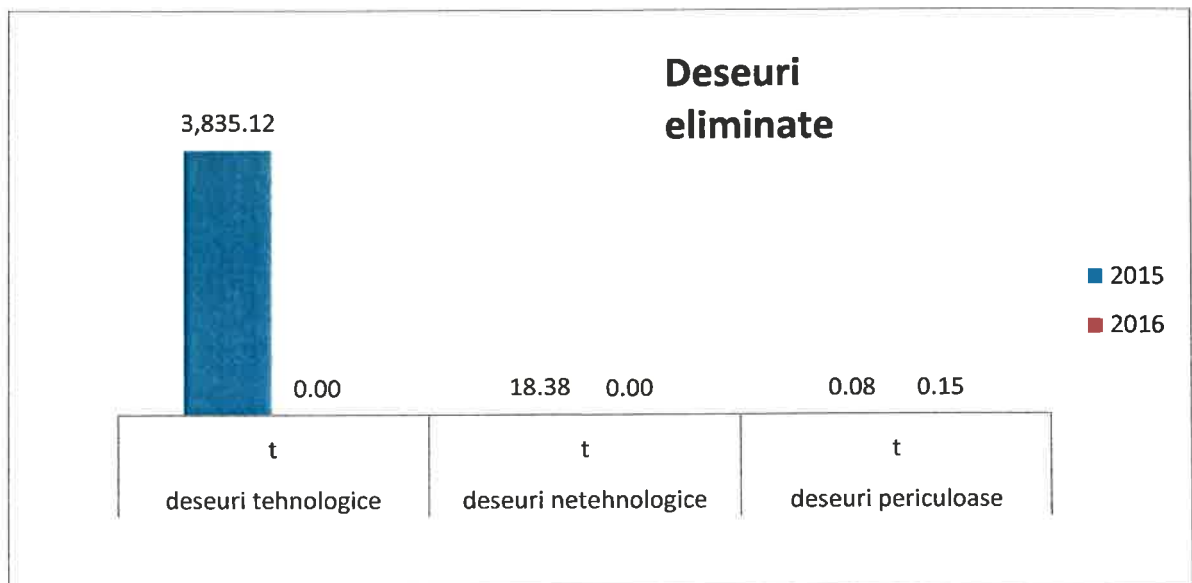 Deseuri
eliminate
3,835.12
2015
2016
0.00
18.38 0.00
0.08 0.15
t
t
t
deseuri tehnologice
deseuri netehnologice
deseuri periculoase